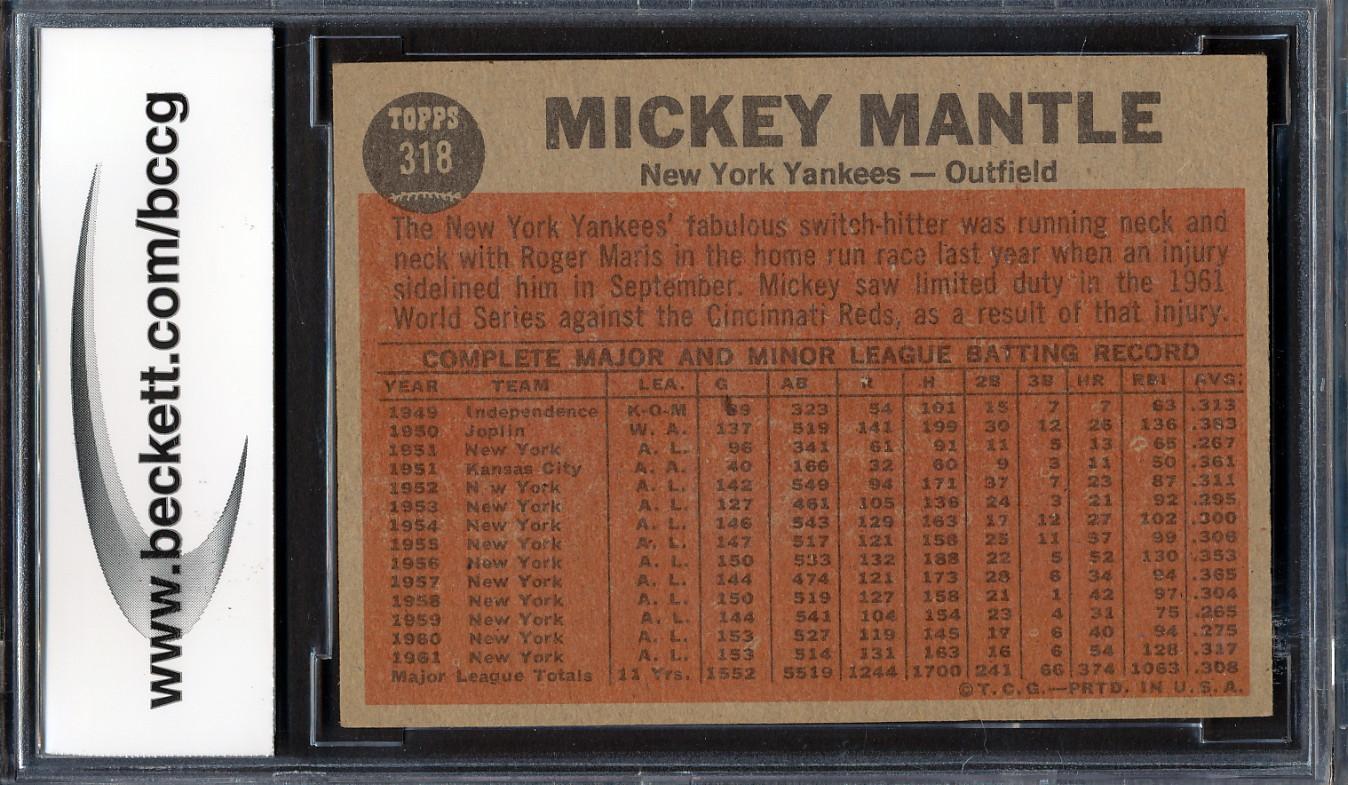 www.beckett.com/bccg
TOPPS
318
MICKEY MANTLE
New York Yankees — Outfield
The New York Yankees' fabulous switch-hitter was running neck and
neck with Roger Maris in the home run race last year when an injury
sidelined him in September. Mickey saw limited duty in the 1961
World Series against the Cincinnati Reds, as a result of that injury.
COMPLETE MAJOR AND MINOR LEAGUE BATTING RECORD
YEAR TEAM LEA. G AB R H 2B 3B HR RBI AVG.
1949 Independence K-O-M 89 323 54 101 15 7 7 63 .313
1950 Joplin W. A. 137 519 141 199 30 12 26 136 .383
1951 New York A. L. 96 341 61 91 11 5 13 65 .267
1951 Kansas City A. A. 40 166 32 60 9 3 11 50 .361
1952 N w York A. L. 142 549 94 171 37 7 23 87 .311
1953 New York A. L. 127 461 105 136 24 3 21 92 .295
1954 New York A. L. 146 543 129 163 17 12 27 102 .300
1955 New York A. L. 147 517 121 158 25 11 37 99 .306
1956 New York A. L. 150 533 132 188 22 5 52 130 .353
1957 New York A. L. 144 474 121 173 28 6 34 94 .365
1958 New York A. L. 150 519 127 158 21 1 42 97 .304
1959 New York A. L. 144 541 104 154 23 4 31 75 .265
1960 New York A. L. 153 527 119 145 17 6 40 94 .275
1961 New York A. L. 153 514 131 163 16 6 54 128 .317
Major League Totals 11 Yrs. 1552 5519 1244 1700 241 66 374 1063 .308
©T.C.G.—PRTD. IN U.S.A.